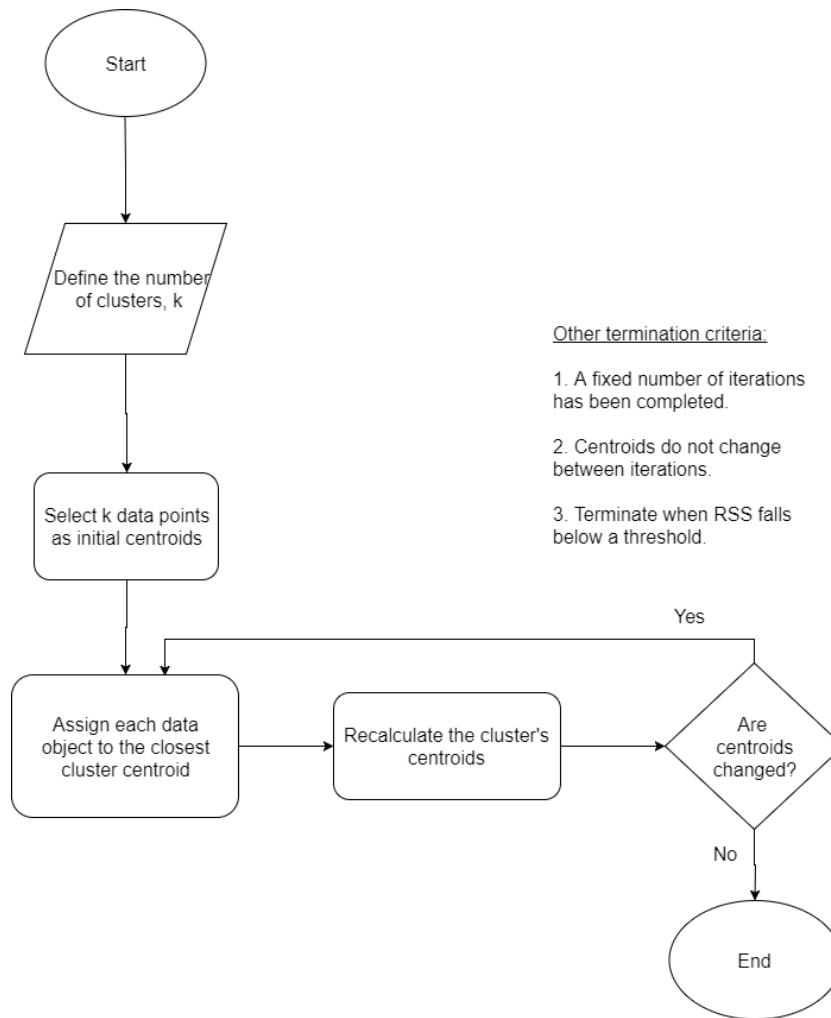 Start
Define the number
of clusters, k
Other termination criteria:
1. A fixed number of iterations
has been completed.
2. Centroids do not change
between iterations.
3. Terminate when RSS falls
below a threshold.
Select k data points
as initial centroids
Yes
Assign each data
object to the closest
cluster centroid
Recalculate the cluster's
centroids
Are
centroids
changed?
No
End